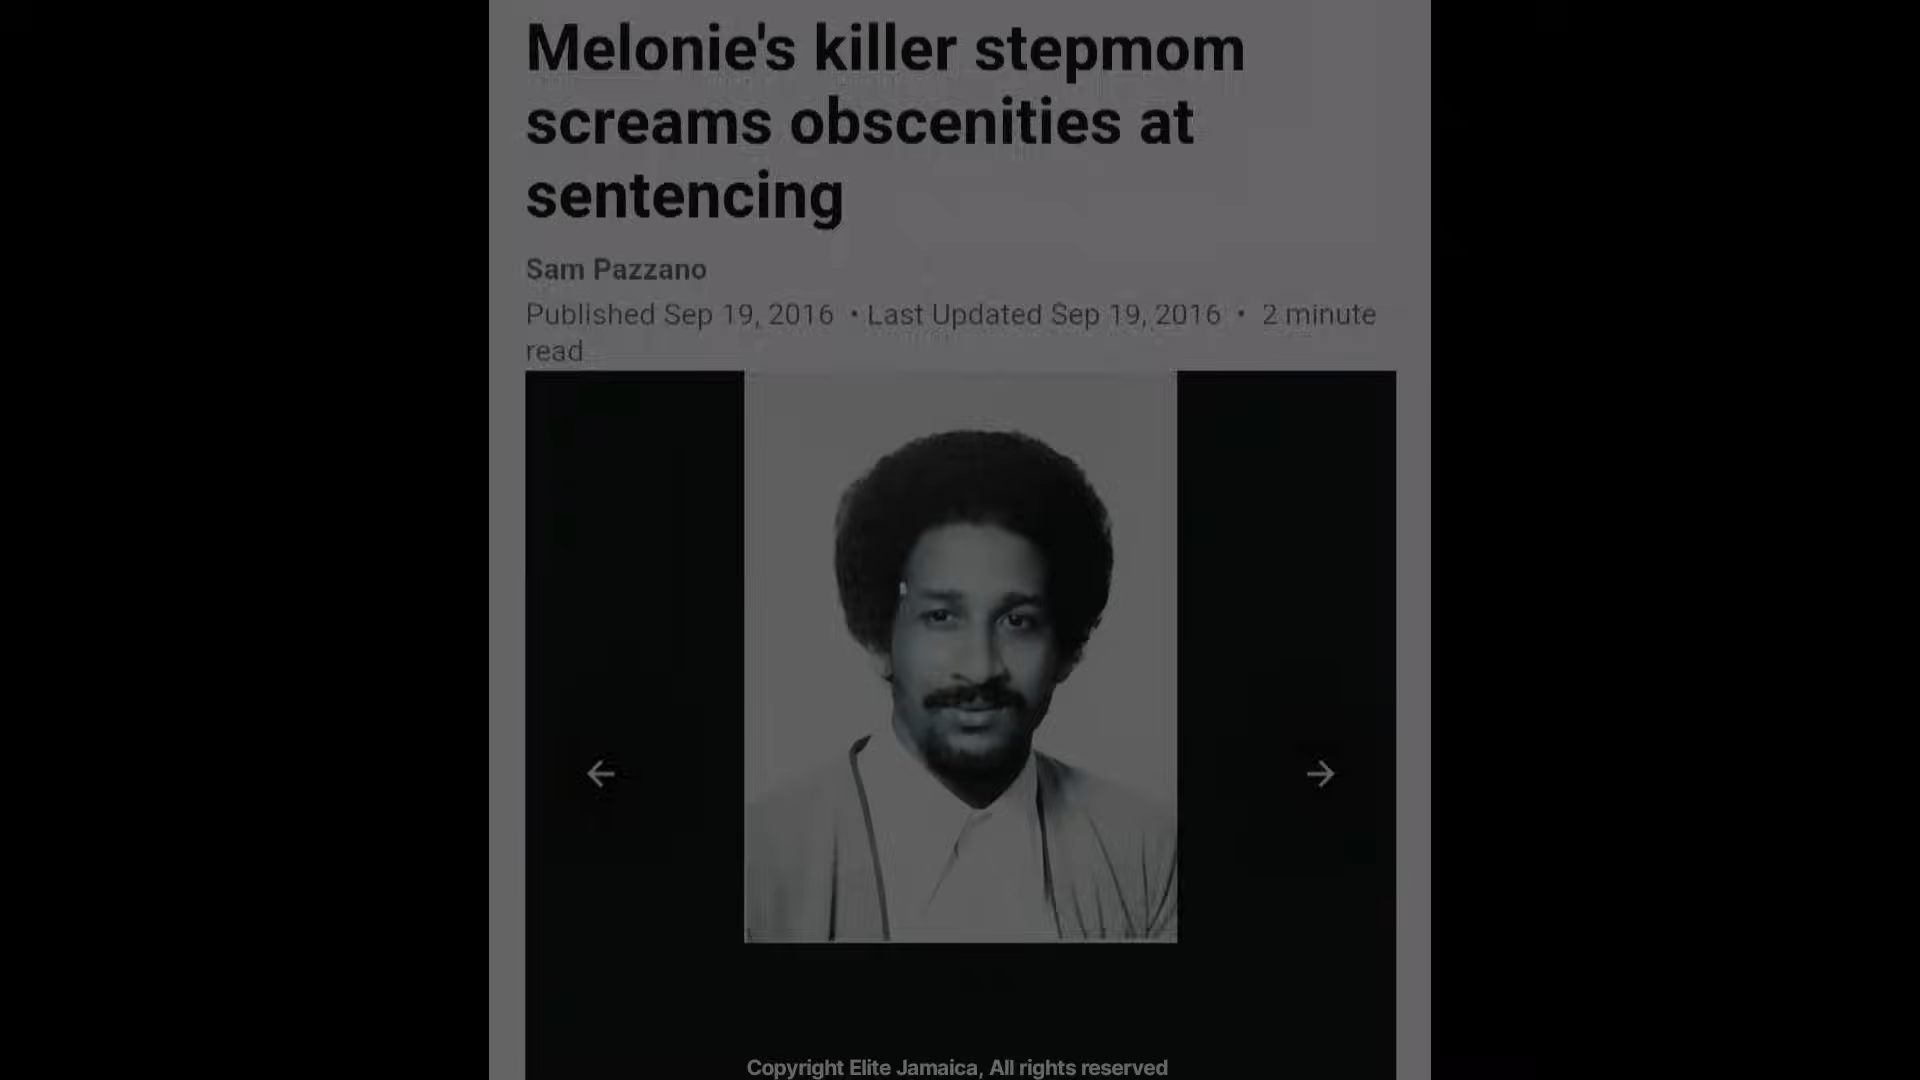 Melonie's killer stepmom
screams obscenities at
sentencing
Sam Pazzano
Published Sep 19, 2016 • Last Updated Sep 19, 2016 • 2 minute
read
Copyright Elite Jamaica, All rights reserved